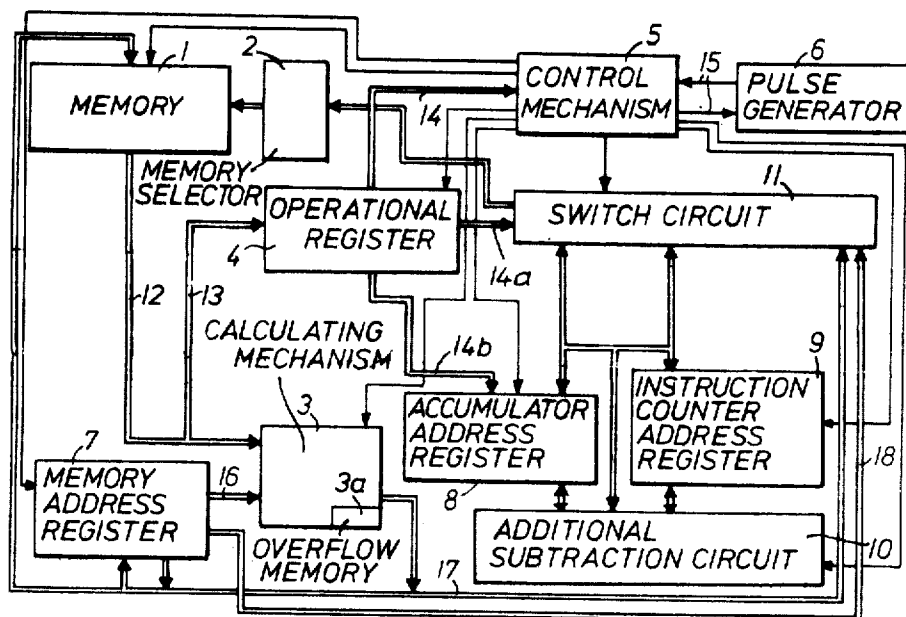 1
MEMORY
2
MEMORY
SELECTOR
5
CONTROL
MECHANISM
15
6
PULSE
GENERATOR
14
OPERATIONAL
REGISTER
4
14a
11
SWITCH CIRCUIT
12
13
CALCULATING
MECHANISM
14b
3
3a
OVERFLOW
MEMORY
ACCUMULATOR
ADDRESS
REGISTER
8
9
INSTRUCTION
COUNTER
ADDRESS
REGISTER
18
7
MEMORY
ADDRESS
REGISTER
16
ADDITIONAL
SUBTRACTION CIRCUIT
10
17